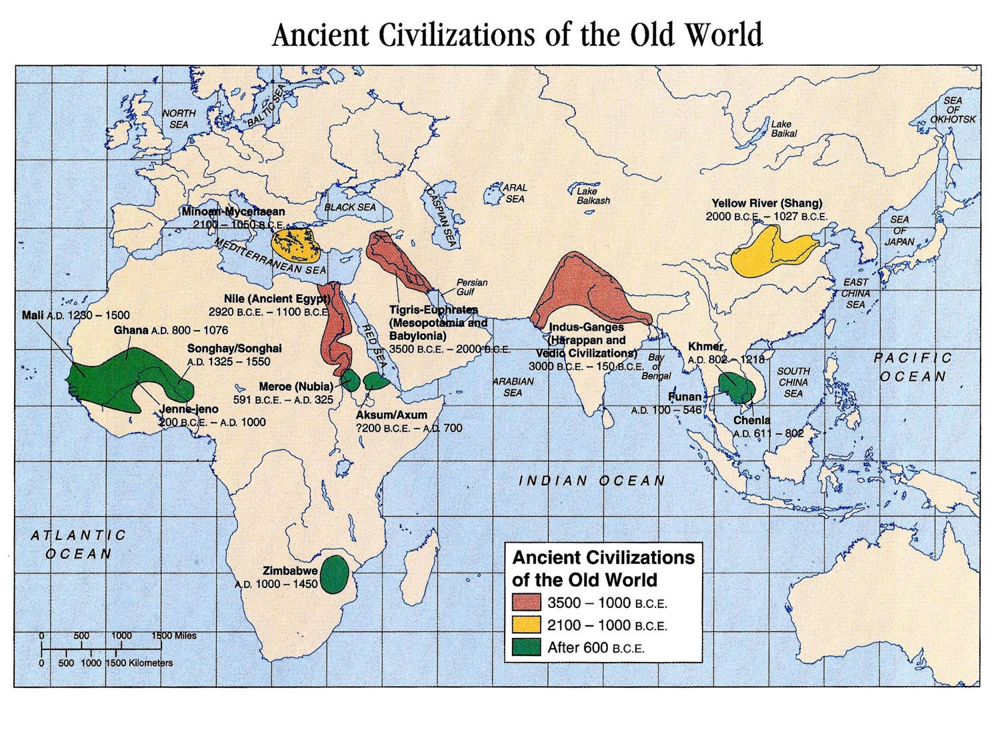 Ancient Civilizations of the Old World
NORTH
SEA
BALTIC SEA
SEA
OF
OKHOTSK
Lake
Baikal
ARAL
SEA
Lake
Balkash
CASPIAN SEA
BLACK SEA
Minoan-Mycenaean
2100 – 1050 B.C.E.
MEDITERRANEAN SEA
Yellow River (Shang)
2000 B.C.E. – 1027 B.C.E.
SEA
OF
JAPAN
EAST
CHINA
SEA
Persian
Gulf
Nile (Ancient Egypt)
2920 B.C.E. – 1100 B.C.E.
Tigris-Euphrates
(Mesopotamia and
Babylonia)
3500 B.C.E. – 2000 B.C.E.
RED SEA
Mali A.D. 1230 – 1500
Ghana A.D. 800 – 1076
Songhay/Songhai
A.D. 1325 – 1550
Indus-Ganges
(Harappan and
Vedic Civilizations)
3000 B.C.E. – 150 B.C.E.
Bay
of
Bengal
Khmer
A.D. 802 – 1218
PACIFIC
OCEAN
SOUTH
CHINA
SEA
ARABIAN
SEA
Meroe (Nubia)
591 B.C.E. – A.D. 325
Funan
A.D. 100 – 546
Jenne-jeno
200 B.C.E. – A.D. 1000
Aksum/Axum
?200 B.C.E. – A.D. 700
Chenla
A.D. 611 – 802
INDIAN OCEAN
ATLANTIC
OCEAN
Zimbabwe
A.D. 1000 – 1450
Ancient Civilizations
of the Old World
3500 – 1000 B.C.E.
2100 – 1000 B.C.E.
After 600 B.C.E.
0 500 1000 1500 Miles
0 500 1000 1500 Kilometers